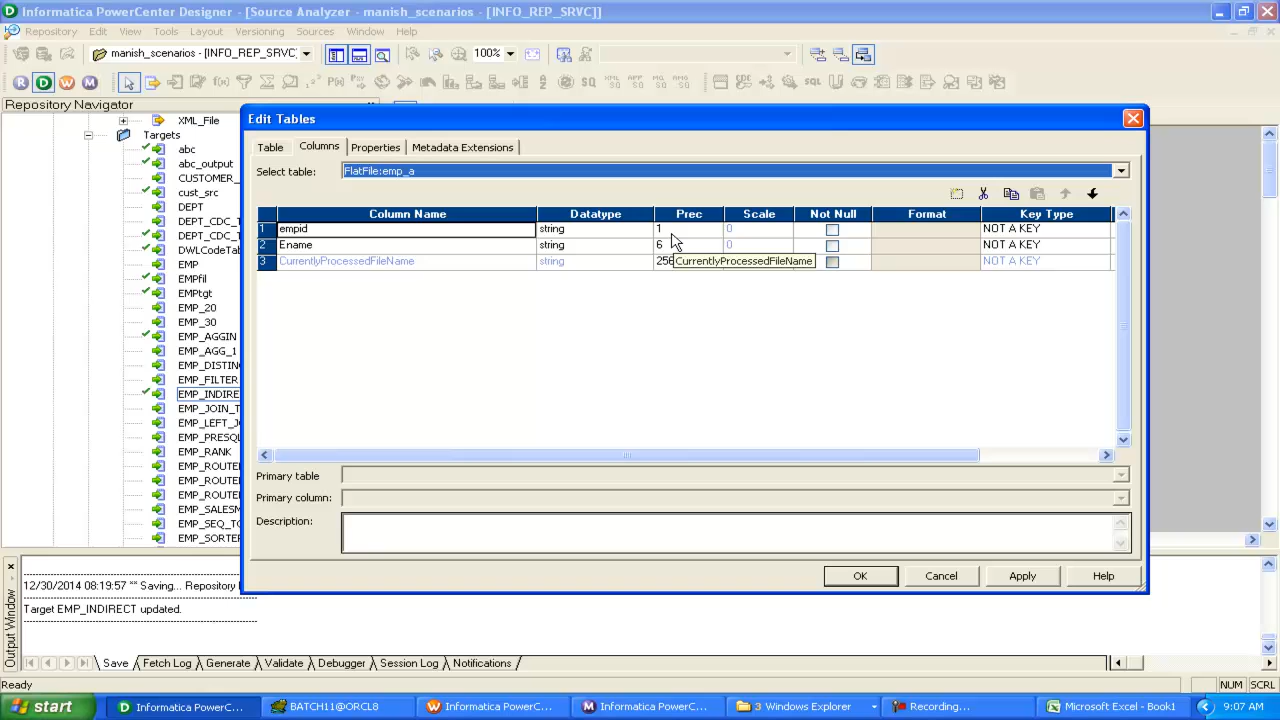 Informatica PowerCenter Designer - [Source Analyzer - manish_scenarios - [INFO_REP_SRVC]]
Repository Edit View Tools Layout Versioning Sources Window Help
manish_scenarios - [INFO_REP_SRVC] 100%
Repository Navigator
XML_File
Targets
abc
abc_output
CUSTOMER_
cust_src
DEPT
DEPT_CDC_1
DEPT_CDC_T
DWLCodeTab
EMP
EMPfil
EMPtgt
EMP_20
EMP_30
EMP_AGGIN
EMP_AGG_1
EMP_DISTIN
EMP_FILTER
EMP_INDIRE
EMP_JOIN_T
EMP_LEFT_J
EMP_PRESQL
EMP_RANK
EMP_ROUTE
EMP_ROUTE
EMP_ROUTE
EMP_SALESM
EMP_SEQ_TO
EMP_SORTER
Edit Tables
Table Columns Properties Metadata Extensions
Select table: FlatFile:emp_a
Column Name Datatype Prec Scale Not Null Format Key Type
1 empid string 1 0 NOT A KEY
2 Ename string 6 0 NOT A KEY
3 CurrentlyProcessedFileName string 256 NOT A KEY
CurrentlyProcessedFileName
Primary table
Primary column:
Description:
OK Cancel Apply Help
Output Window
12/30/2014 08:19:57 ** Saving... Repository
Target EMP_INDIRECT updated.
Save Fetch Log Generate Validate Debugger Session Log Notifications
Ready NUM SCRL
start Informatica PowerC... BATCH11@ORCL8 Informatica PowerC... Informatica PowerC... 3 Windows Explorer Recording... Microsoft Excel - Book1 9:07 AM